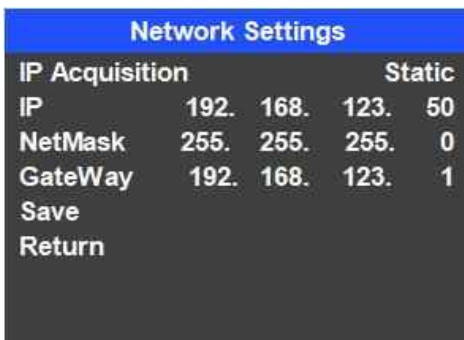 Network Settings
IP Acquisition Static
IP 192. 168. 123. 50
NetMask 255. 255. 255. 0
GateWay 192. 168. 123. 1
Save
Return